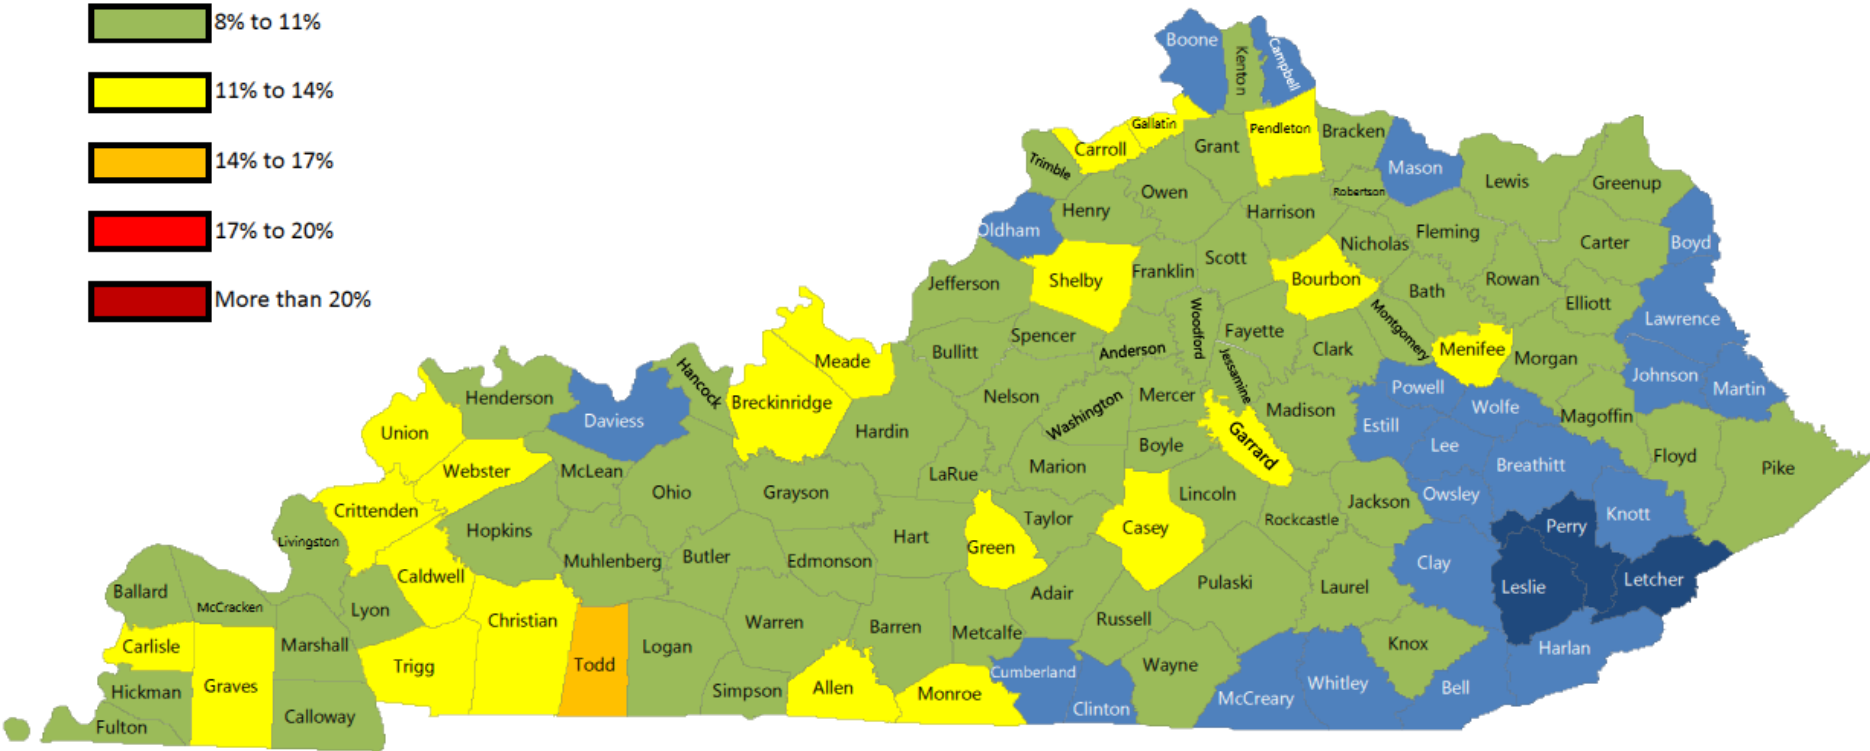 8% to 11%
11% to 14%
14% to 17%
17% to 20%
More than 20%
Boone
Kenton
Campbell
Gallatin
Carroll
Pendleton
Bracken
Grant
Trimble
Mason
Owen
Robertson
Lewis
Greenup
Henry
Harrison
Oldham
Fleming
Nicholas
Carter
Boyd
Jefferson
Shelby
Franklin
Scott
Bourbon
Bath
Rowan
Elliott
Spencer
Woodford
Fayette
Montgomery
Lawrence
Bullitt
Anderson
Clark
Menifee
Morgan
Meade
Jessamine
Johnson
Martin
Henderson
Hancock
Breckinridge
Nelson
Washington
Mercer
Madison
Powell
Wolfe
Magoffin
Daviess
Union
Hardin
Boyle
Garrard
Estill
Lee
Breathitt
Floyd
Pike
Webster
McLean
Ohio
Grayson
LaRue
Marion
Lincoln
Jackson
Owsley
Knott
Crittenden
Hopkins
Hart
Taylor
Casey
Rockcastle
Perry
Livingston
Muhlenberg
Butler
Edmonson
Green
Clay
Leslie
Letcher
Ballard
McCracken
Caldwell
Lyon
Adair
Pulaski
Laurel
Carlisle
Marshall
Christian
Warren
Barren
Metcalfe
Russell
Knox
Harlan
Trigg
Todd
Logan
Wayne
Hickman
Graves
Simpson
Allen
Monroe
Cumberland
Clinton
McCreary
Whitley
Bell
Fulton
Calloway